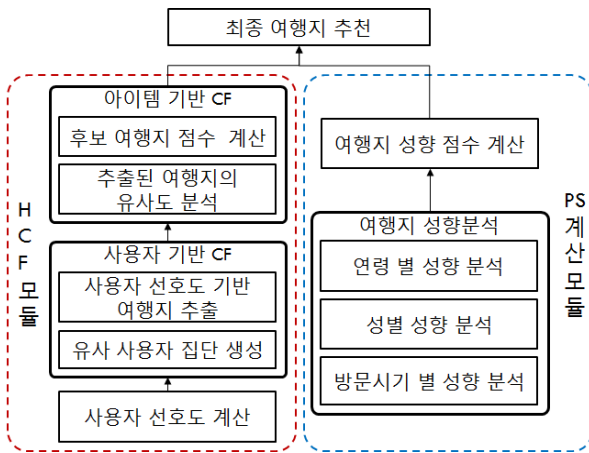 최종 여행지 추천
HCF모듈
아이템 기반 CF
후보 여행지 점수 계산
추출된 여행지의
유사도 분석
사용자 기반 CF
사용자 선호도 기반
여행지 추출
유사 사용자 집단 생성
사용자 선호도 계산
PS
계산모듈
여행지 성향 점수 계산
여행지 성향분석
연령 별 성향 분석
성별 성향 분석
방문시기 별 성향 분석